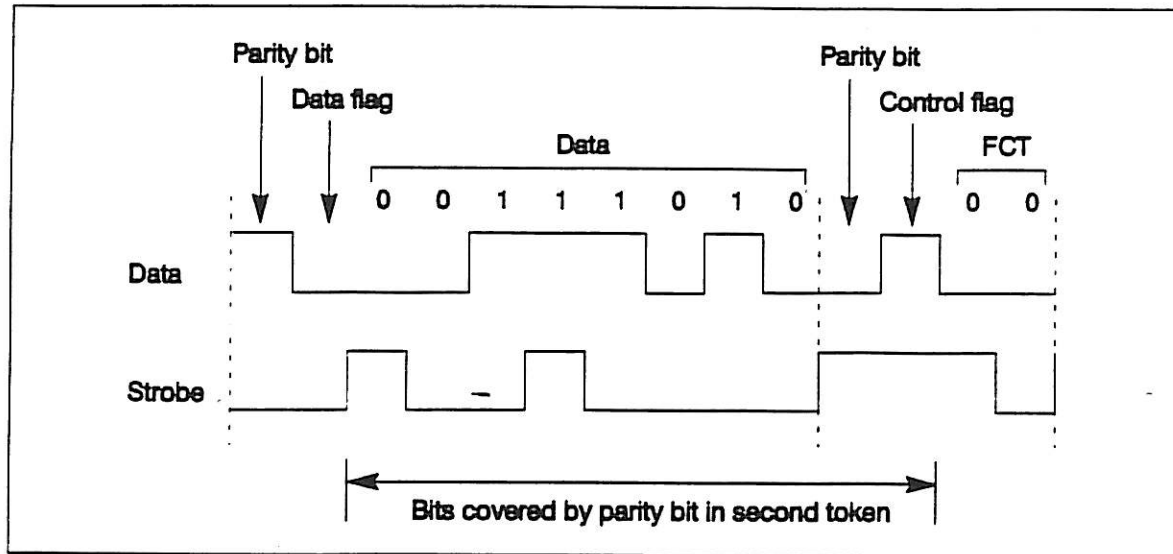 Parity bit Parity bit
Data flag Control flag
Data FCT
0 0 1 1 1 0 1 0 0 0
Data
Strobe
Bits covered by parity bit in second token